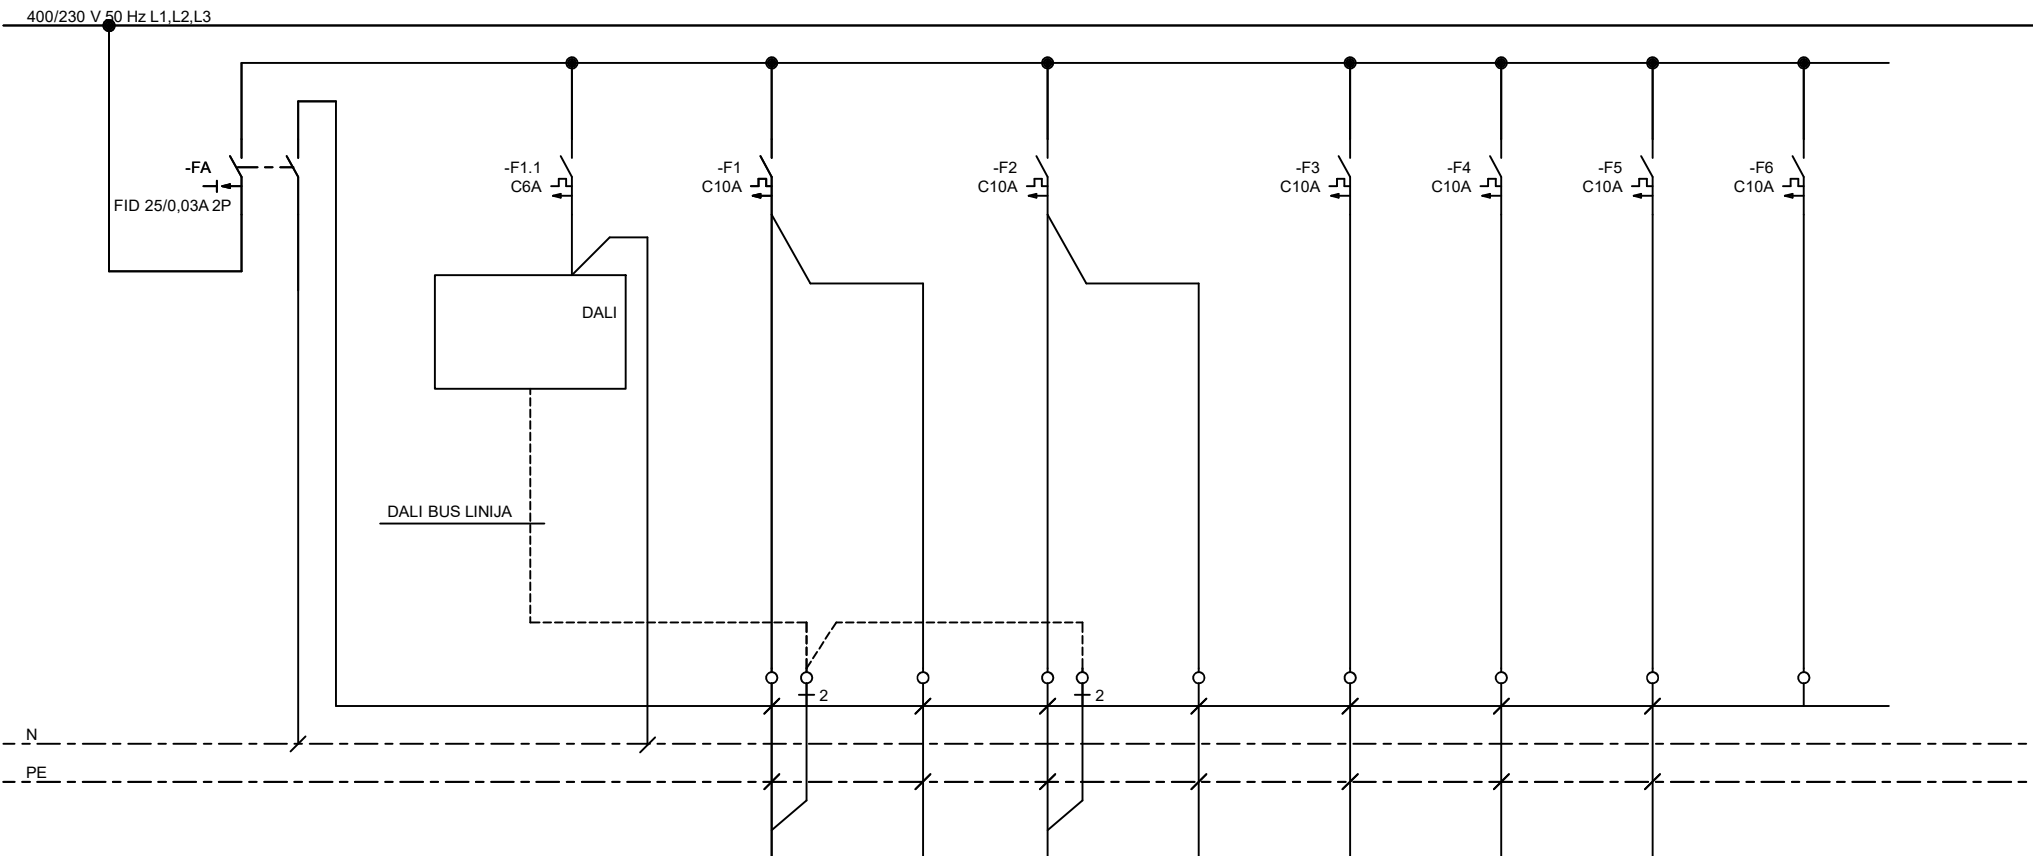 400/230 V 50 Hz L1,L2,L3
-FA
FID 25/0,03A 2P
-F1.1
C6A
-F1
C10A
-F2
C10A
-F3
C10A
-F4
C10A
-F5
C10A
-F6
C10A
DALI
DALI BUS LINIJA
2
2
N
PE